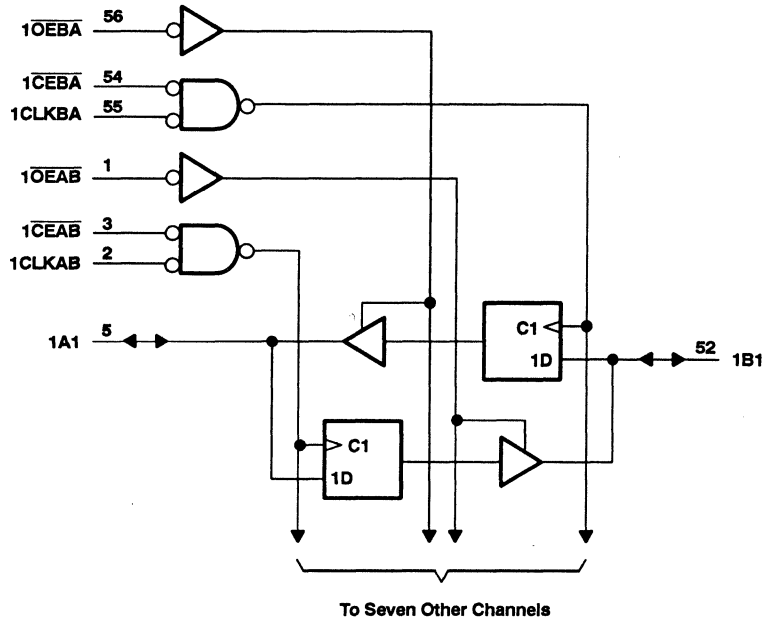 1OEBA 56
1CEBA 54
1CLKBA 55
1OEAB 1
1CEAB 3
1CLKAB 2
C1
1A1 5
1D 52 1B1
C1
1D
To Seven Other Channels